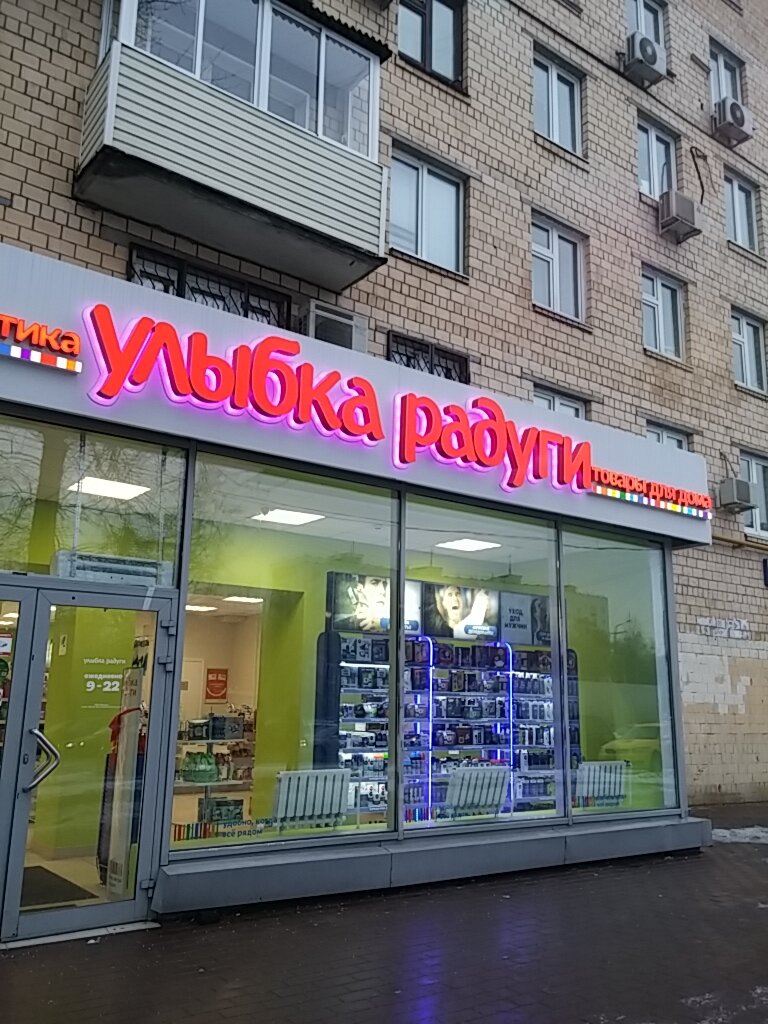 тика
улыбка радуги
товары для дома
уход
для
мужчин
улыбка радуги
ежедневно
9-22
удобно, когда
всё рядом